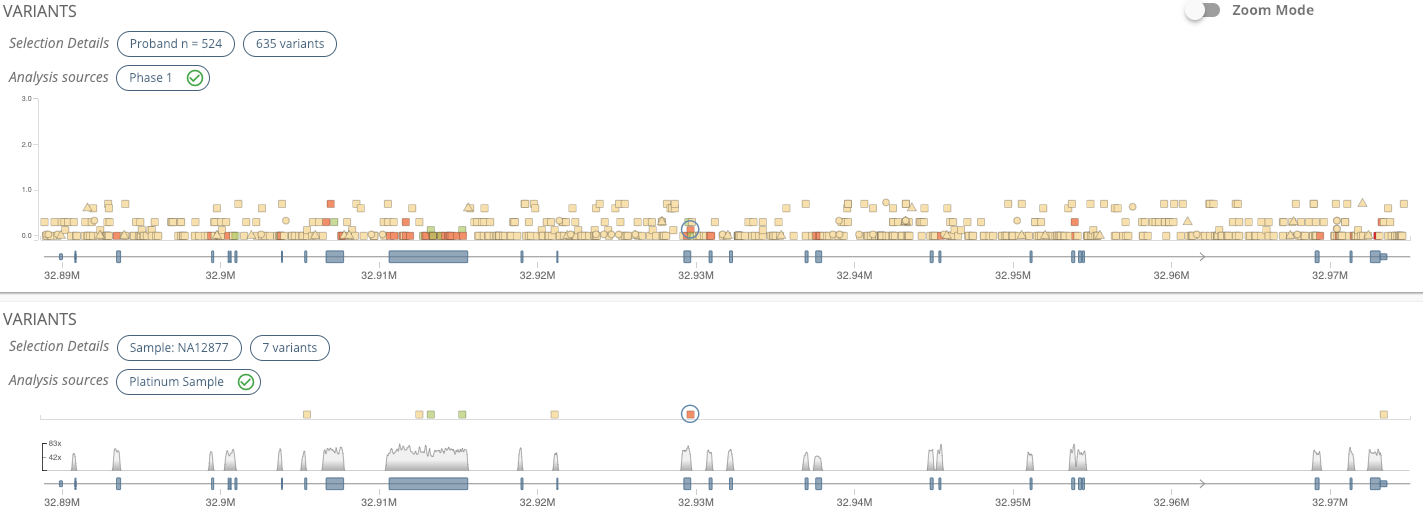 VARIANTS
Zoom Mode
Selection Details Proband n = 524 635 variants
Analysis sources Phase 1
3.0
2.0
1.0
0.0
32.89M 32.9M 32.91M 32.92M 32.93M 32.94M 32.95M 32.96M 32.97M
VARIANTS
Selection Details Sample: NA12877 7 variants
Analysis sources Platinum Sample
83x
42x
32.89M 32.9M 32.91M 32.92M 32.93M 32.94M 32.95M 32.96M 32.97M